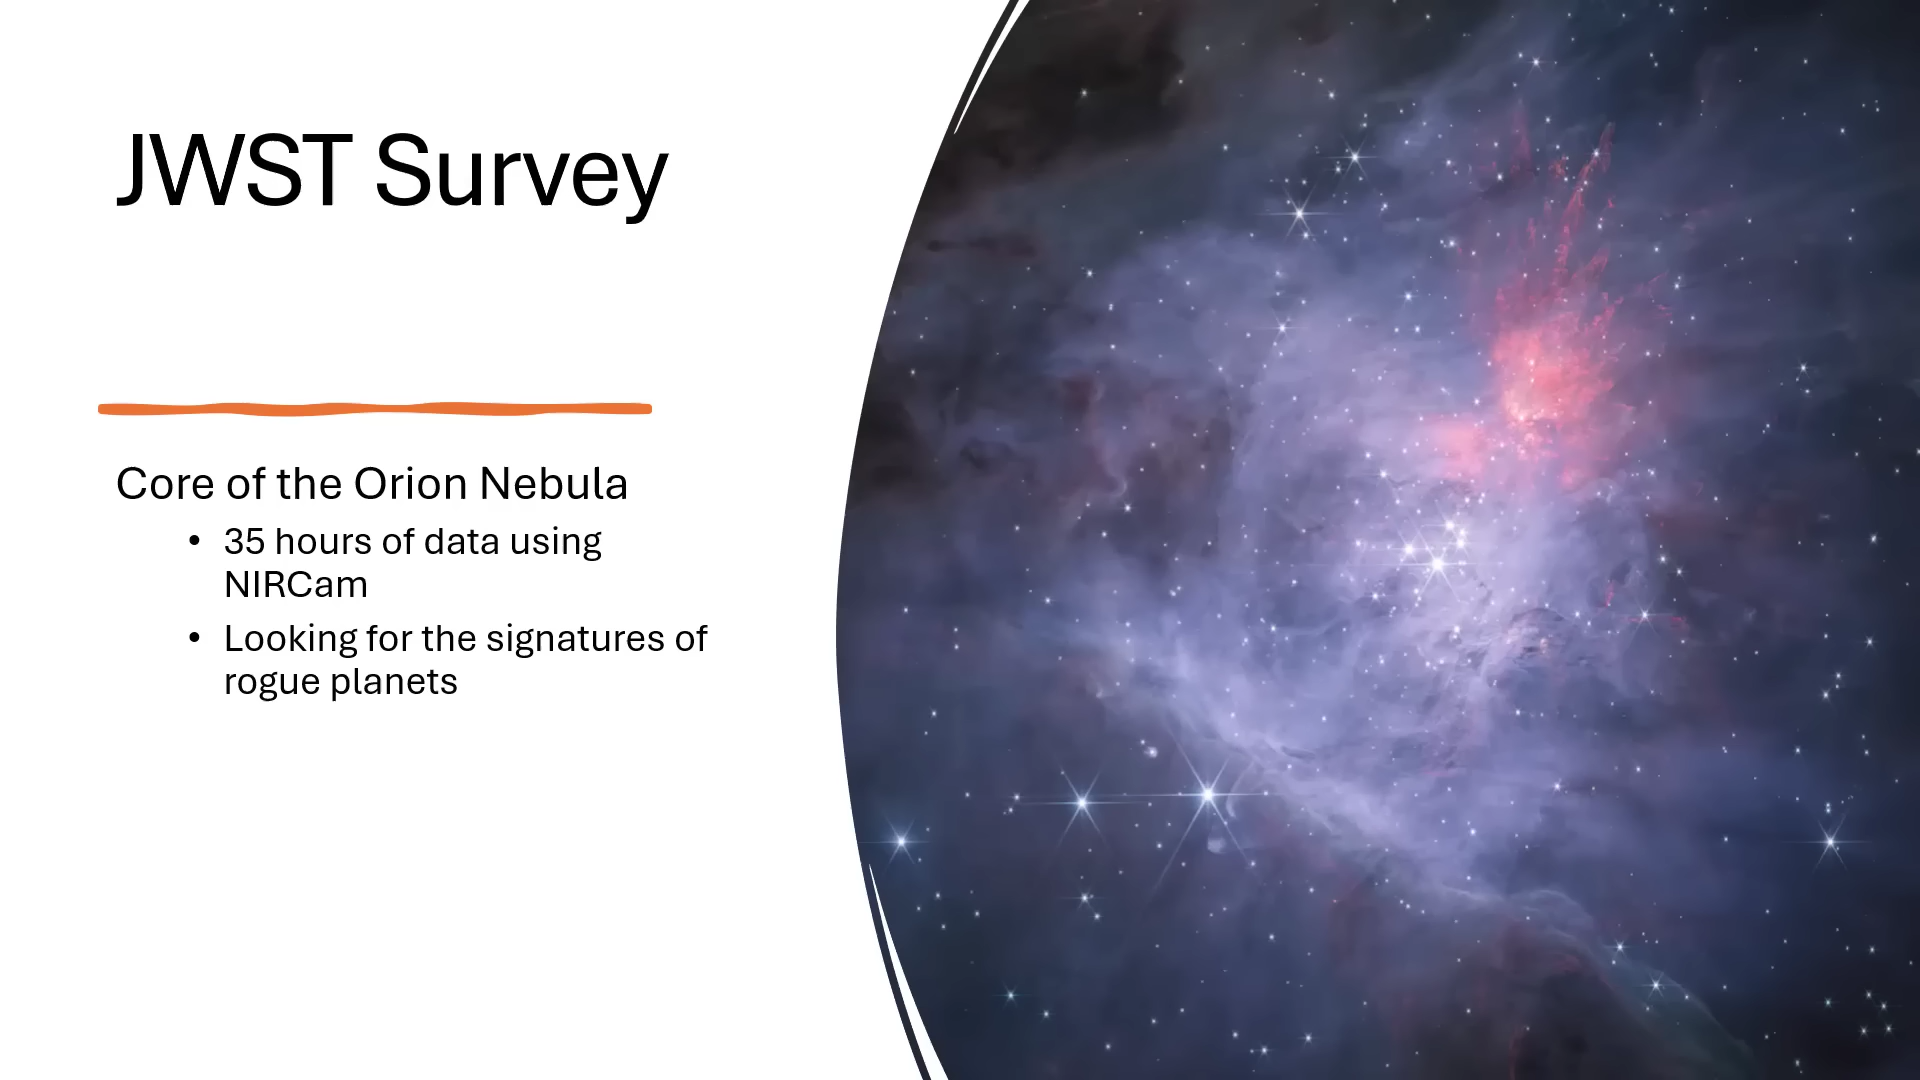 JWST Survey
Core of the Orion Nebula
• 35 hours of data using
NIRCam
• Looking for the signatures of
rogue planets